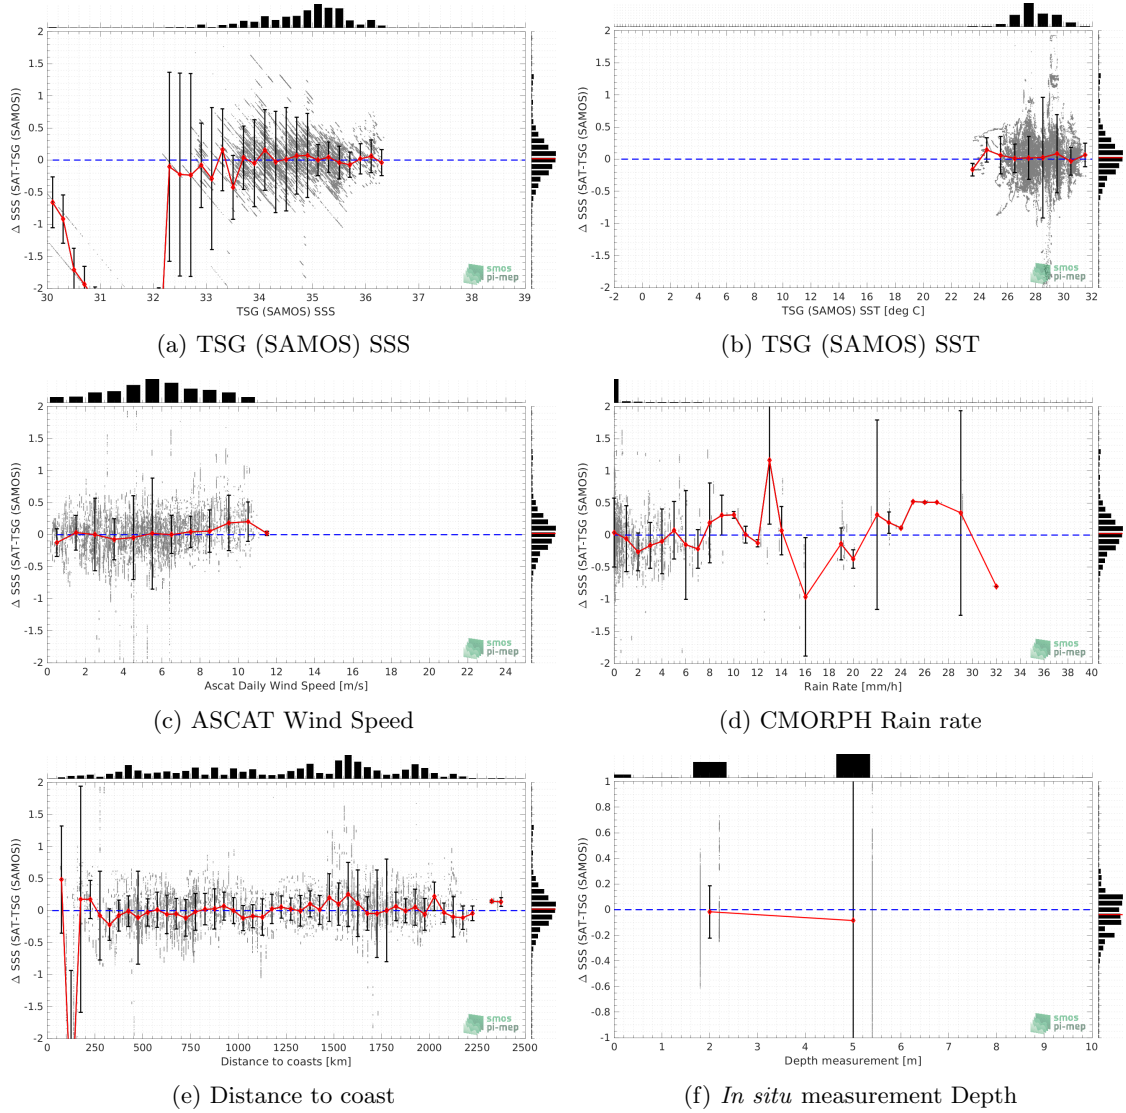 2
1.5
1
0.5
0
-0.5
-1
-1.5
-2
Δ SSS (SAT-TSG (SAMOS))
30 31 32 33 34 35 36 37 38 39
TSG (SAMOS) SSS
smos
pi-mep
(a) TSG (SAMOS) SSS
2
1.5
1
0.5
0
-0.5
-1
-1.5
-2
Δ SSS (SAT-TSG (SAMOS))
-2 0 2 4 6 8 10 12 14 16 18 20 22 24 26 28 30 32
TSG (SAMOS) SST [deg C]
smos
pi-mep
(b) TSG (SAMOS) SST
2
1.5
1
0.5
0
-0.5
-1
-1.5
-2
Δ SSS (SAT-TSG (SAMOS))
0 2 4 6 8 10 12 14 16 18 20 22 24
Ascat Daily Wind Speed [m/s]
smos
pi-mep
(c) ASCAT Wind Speed
2
1.5
1
0.5
0
-0.5
-1
-1.5
-2
Δ SSS (SAT-TSG (SAMOS))
0 2 4 6 8 10 12 14 16 18 20 22 24 26 28 30 32 34 36 38 40
Rain Rate [mm/h]
smos
pi-mep
(d) CMORPH Rain rate
2
1.5
1
0.5
0
-0.5
-1
-1.5
-2
Δ SSS (SAT-TSG (SAMOS))
0 250 500 750 1000 1250 1500 1750 2000 2250 2500
Distance to coasts [km]
smos
pi-mep
(e) Distance to coast
1
0.8
0.6
0.4
0.2
0
-0.2
-0.4
-0.6
-0.8
-1
Δ SSS (SAT-TSG (SAMOS))
0 1 2 3 4 5 6 7 8 9 10
Depth measurement [m]
smos
pi-mep
(f) In situ measurement Depth